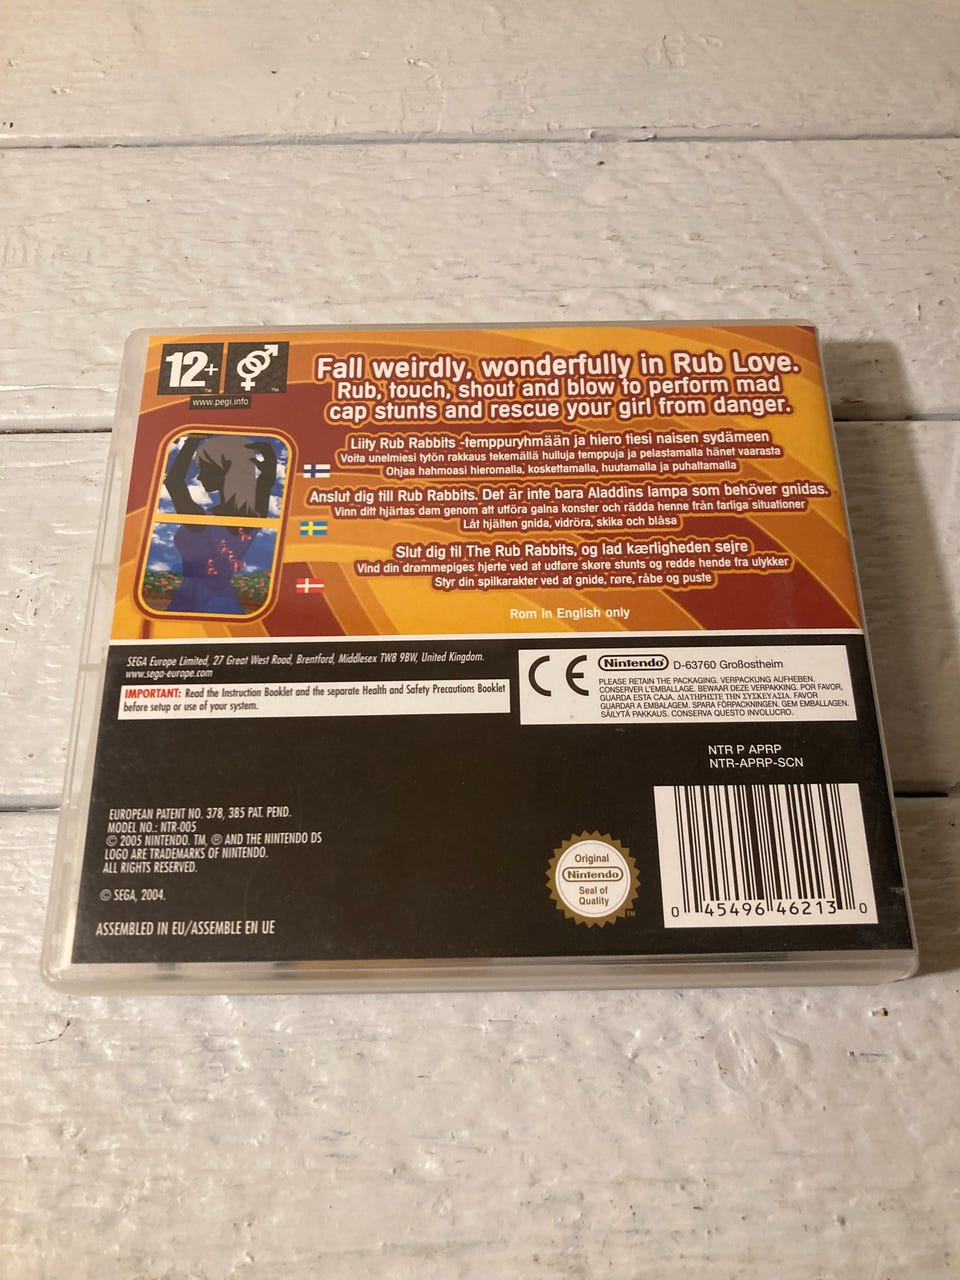 12+
TM
TM
www.pegi.info
Fall weirdly, wonderfully in Rub Love.
Rub, touch, shout and blow to perform mad
cap stunts and rescue your girl from danger.
Liity Rub Rabbits -temppuryhmään ja hiero tiesi naisen sydämeen
Voita unelmiesi tytön rakkaus tekemällä hulluja temppuja ja pelastamalla hänet vaarasta
Ohjaa hahmoasi hieromalla, koskettamalla, huutamalla ja puhaltamalla
Anslut dig till Rub Rabbits. Det är inte bara Aladdins lampa som behöver gnidas.
Vinn ditt hjärtas dam genom att utföra galna konster och rädda henne från farliga situationer
Låt hjälten gnida, vidröra, skika och blåsa
Slut dig til The Rub Rabbits, og lad kærligheden sejre
Vind din drømmepiges hjerte ved at udføre skøre stunts og redde hende fra ulykker
Styr din spilkarakter ved at gnide, røre, råbe og puste
Rom in English only
SEGA Europe Limited, 27 Great West Road, Brentford, Middlesex TW8 9BW, United Kingdom.
www.sega-europe.com
IMPORTANT: Read the Instruction Booklet and the separate Health and Safety Precautions Booklet
before setup or use of your system.
CE Nintendo D-63760 Großostheim
PLEASE RETAIN THE PACKAGING. VERPACKUNG AUFHEBEN.
CONSERVER L'EMBALLAGE. BEWAAR DEZE VERPAKKING. POR FAVOR,
GUARDA ESTA CAJA. ΔΙΑΤΗΡΗΣΤΕ ΤΗΝ ΣΥΣΚΕΥΑΣΙΑ. FAVOR
GUARDAR A EMBALAGEM. SPARA FÖRPACKNINGEN. GEM EMBALLAGEN.
SÄILYTÄ PAKKAUS. CONSERVA QUESTO INVOLUCRO.
NTR P APRP
NTR-APRP-SCN
EUROPEAN PATENT NO. 378, 385 PAT. PEND.
MODEL NO.: NTR-005
© 2005 NINTENDO. TM, ® AND THE NINTENDO DS
LOGO ARE TRADEMARKS OF NINTENDO.
ALL RIGHTS RESERVED.
© SEGA, 2004.
ASSEMBLED IN EU/ASSEMBLE EN UE
Original
Nintendo
Seal of
Quality
TM
0 45496 46213 0